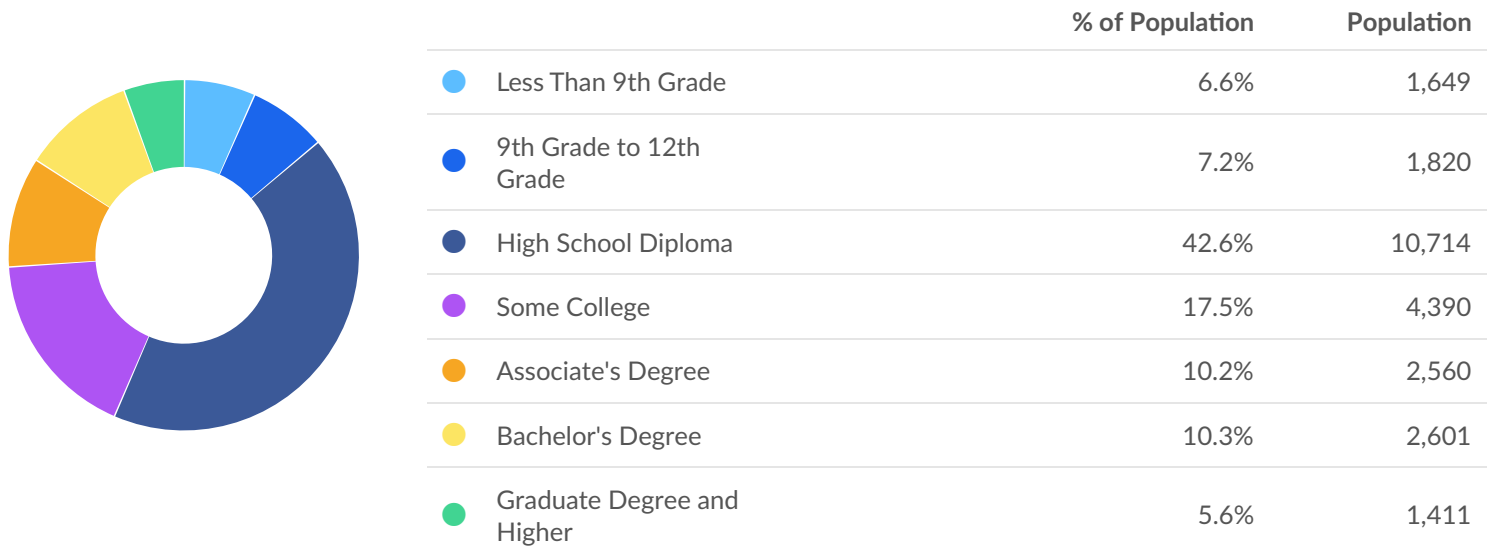 % of Population Population
Less Than 9th Grade 6.6% 1,649
9th Grade to 12th
Grade 7.2% 1,820
High School Diploma 42.6% 10,714
Some College 17.5% 4,390
Associate's Degree 10.2% 2,560
Bachelor's Degree 10.3% 2,601
Graduate Degree and
Higher 5.6% 1,411